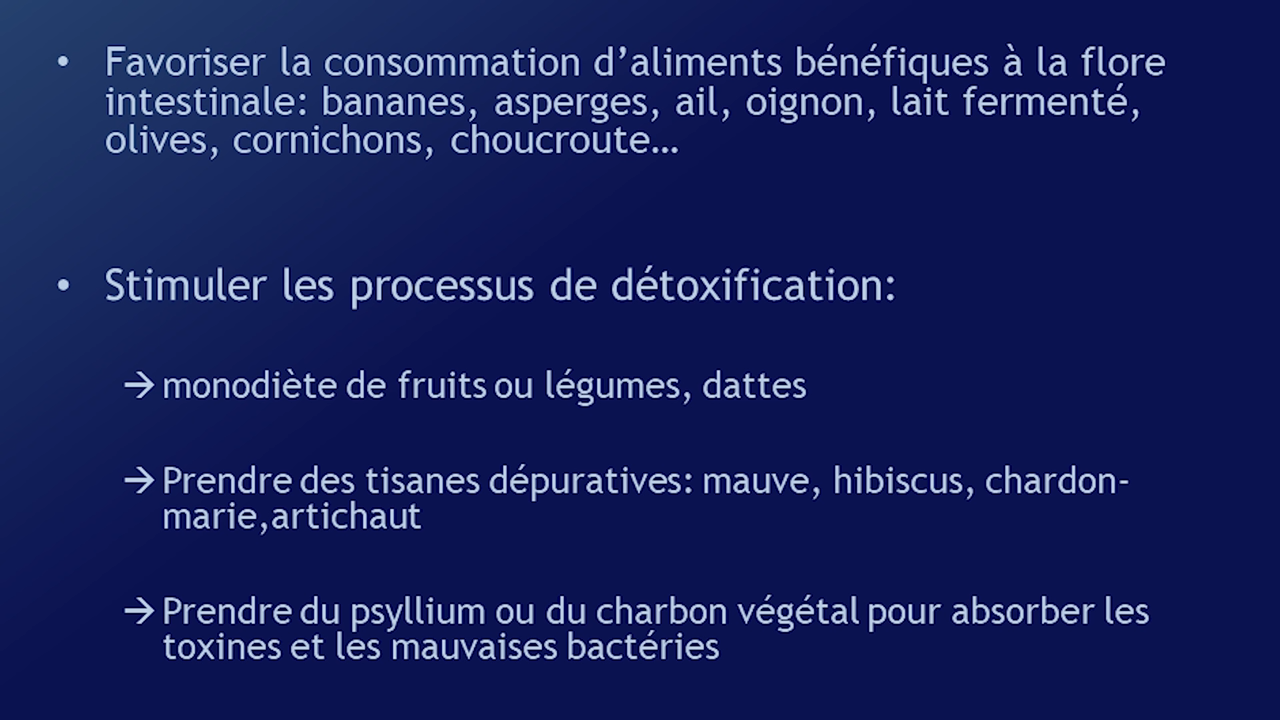 • Favoriser la consommation d’aliments bénéfiques à la flore
intestinale: bananes, asperges, ail, oignon, lait fermenté,
olives, cornichons, choucroute…
• Stimuler les processus de détoxification:
→ monodiète de fruits ou légumes, dattes
→ Prendre des tisanes dépuratives: mauve, hibiscus, chardon-
marie,artichaut
→ Prendre du psyllium ou du charbon végétal pour absorber les
toxines et les mauvaises bactéries